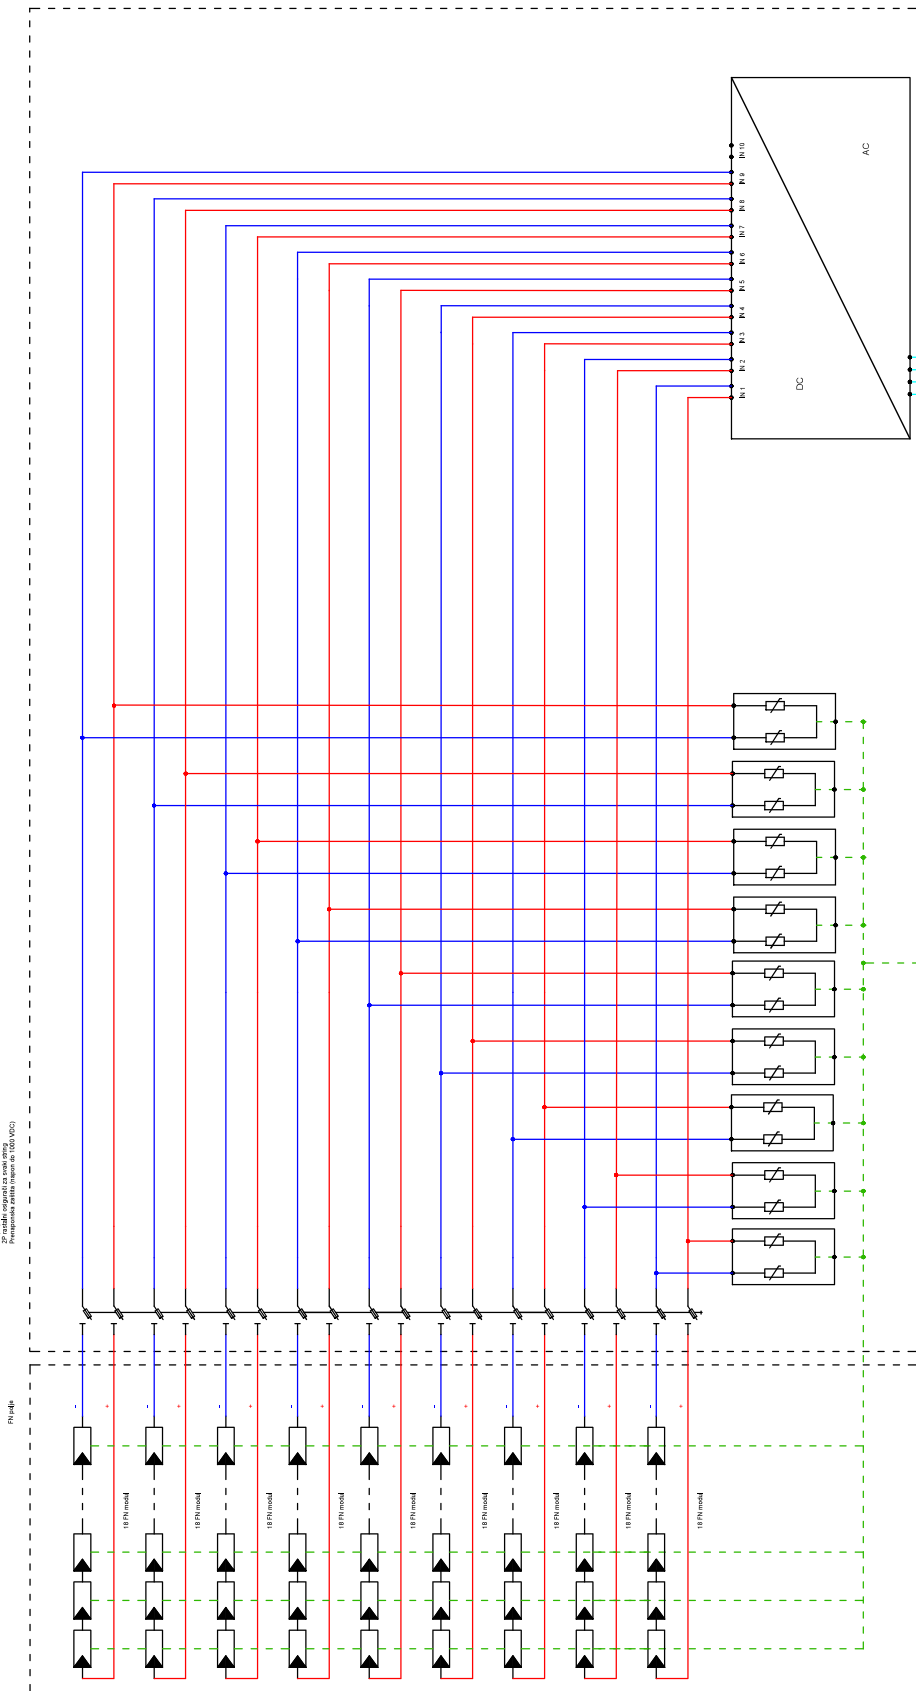 AC
IN 10
IN 9
IN 8
IN 7
IN 6
IN 5
IN 4
IN 3
IN 2
IN 1
DC
2P rastalni osigurači za svaki string
Prenaponska zaštita (napon do 1000 VDC)
FN polje
- + - + - + - + - + - + - + - + - +
18 FN modul
18 FN modul
18 FN modul
18 FN modul
18 FN modul
18 FN modul
18 FN modul
18 FN modul
18 FN modul